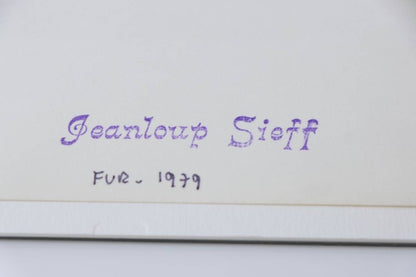 Jeanloup Sieff
FUR - 1979